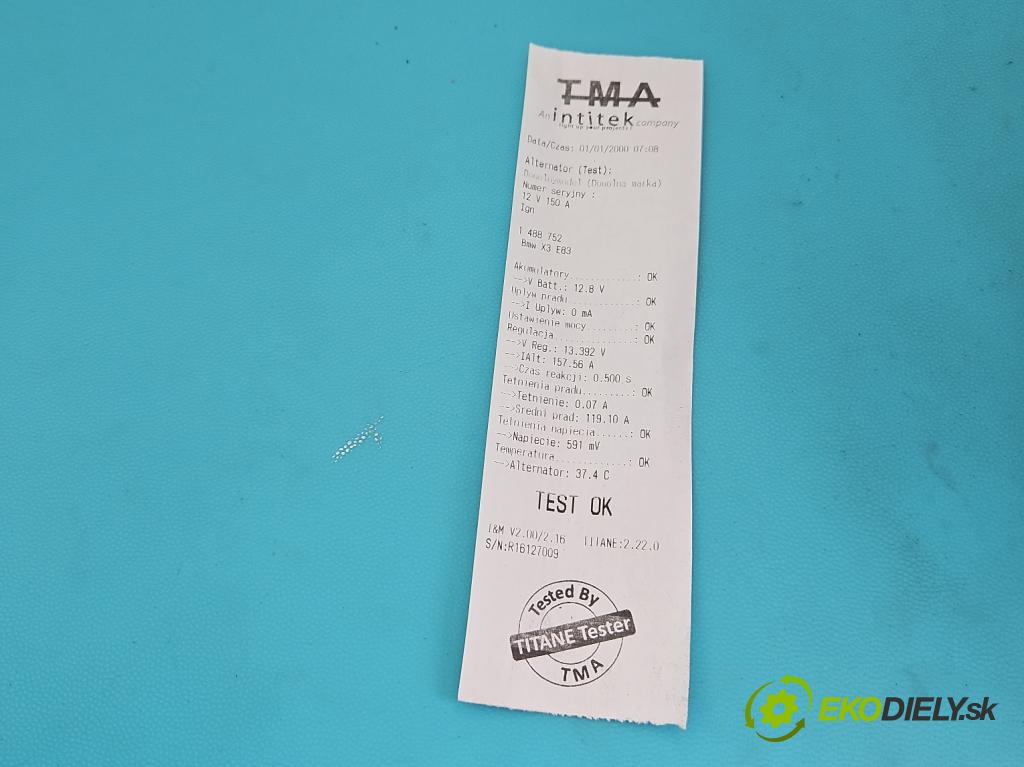 TMA
An intitek company
light up your projects!
Data/Czas: 01/01/2000 07:08
Alternator (Test):
Dowolnymodel (Dowolna marka)
Numer seryjny :
12 V 150 A
Ign
1 488 752
Bmw X3 E83
Akumulatory..............: OK
-->V Batt.: 12.8 V
Uplyw pradu..............: OK
-->I Uplyw: 0 mA
Ustawienie mocy.........: OK
Regulacja...............: OK
-->V Reg.: 13.392 V
-->IAlt: 157.56 A
-->Czas reakcji: 0.500 s
Tetnienia pradu.........: OK
-->Tetnienie: 0.07 A
-->Sredni prad: 119.10 A
Tetnienia napiecia......: OK
-->Napiecie: 591 mV
Temperatura.............: OK
-->Alternator: 37.4 C
TEST OK
I&M V2.00/2.16 TITANE:2.22.0
S/N:R16127009
Tested By
TITANE Tester
TMA
EKODIELY.sk